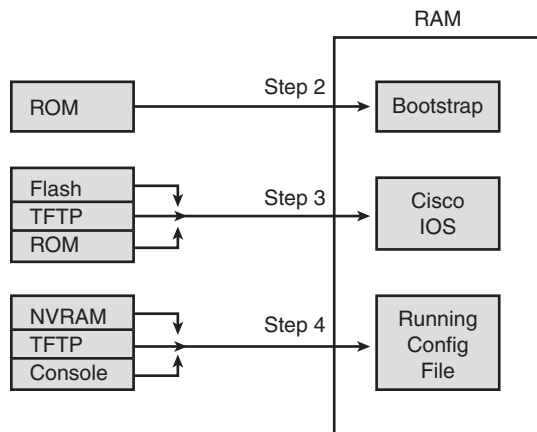 RAM
Step 2
ROM
Bootstrap
Flash
TFTP
ROM
Step 3
Cisco
IOS
NVRAM
TFTP
Console
Step 4
Running
Config
File